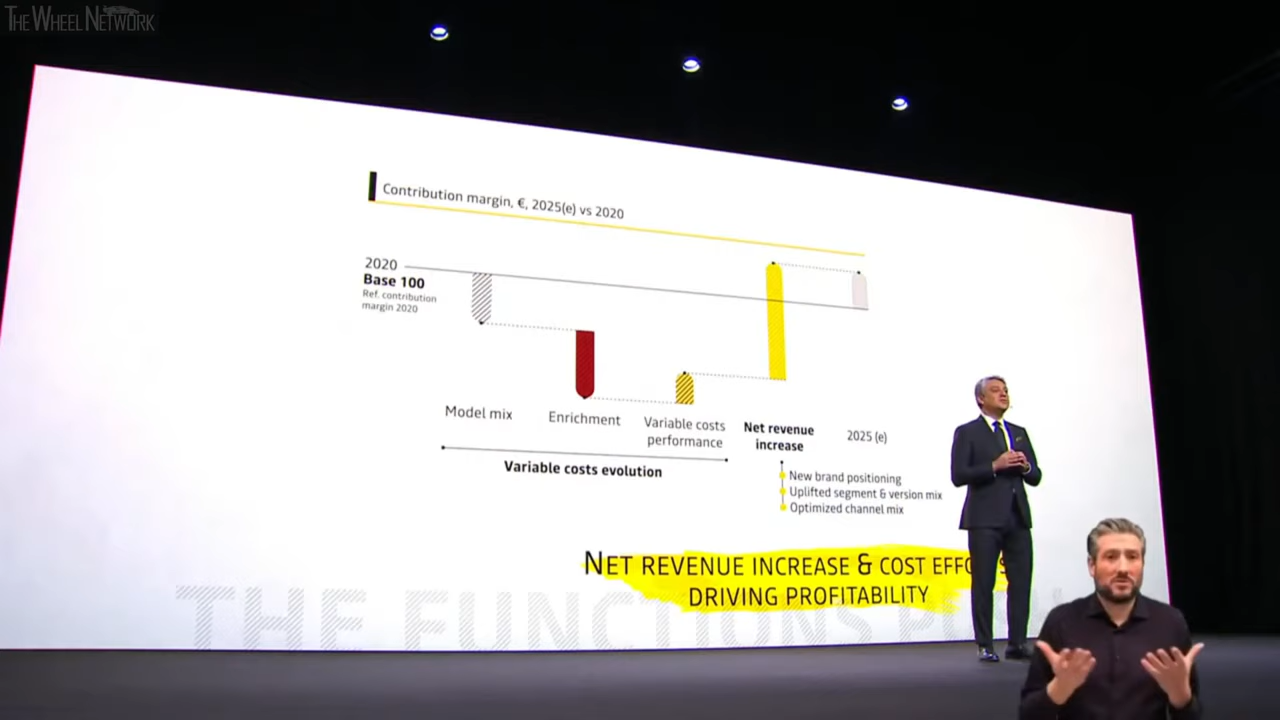 THE WHEEL NETWORK
Contribution margin, €, 2025(e) vs 2020
2020
Base 100
Ref. contribution
margin 2020
Model mix
Enrichment
Variable costs
performance
Net revenue
increase
2025 (e)
Variable costs evolution
New brand positioning
Uplifted segment & version mix
Optimized channel mix
NET REVENUE INCREASE & COST
DRIVING PROFITABILITY
THE FUNCTIONS